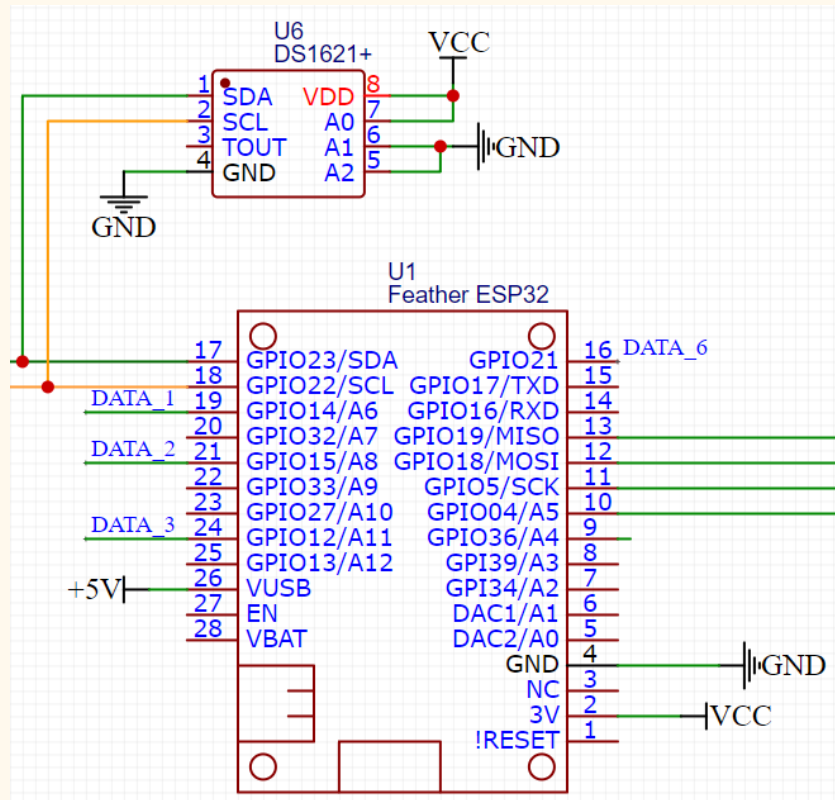 U6
DS1621+
VCC
1 SDA VDD 8
2 SCL A0 7
3 TOUT A1 6
4 GND A2 5
GND
GND
U1
Feather ESP32
17 GPIO23/SDA GPIO21 16 DATA_6
18 GPIO22/SCL GPIO17/TXD 15
DATA_1 19 GPIO14/A6 GPIO16/RXD 14
20 GPIO32/A7 GPIO19/MISO 13
DATA_2 21 GPIO15/A8 GPIO18/MOSI 12
22 GPIO33/A9 GPIO5/SCK 11
23 GPIO27/A10 GPIO04/A5 10
DATA_3 24 GPIO12/A11 GPIO36/A4 9
25 GPIO13/A12 GPI39/A3 8
+5V 26 VUSB GPI34/A2 7
27 EN DAC1/A1 6
28 VBAT DAC2/A0 5
GND 4 GND
NC 3
3V 2 VCC
!RESET 1